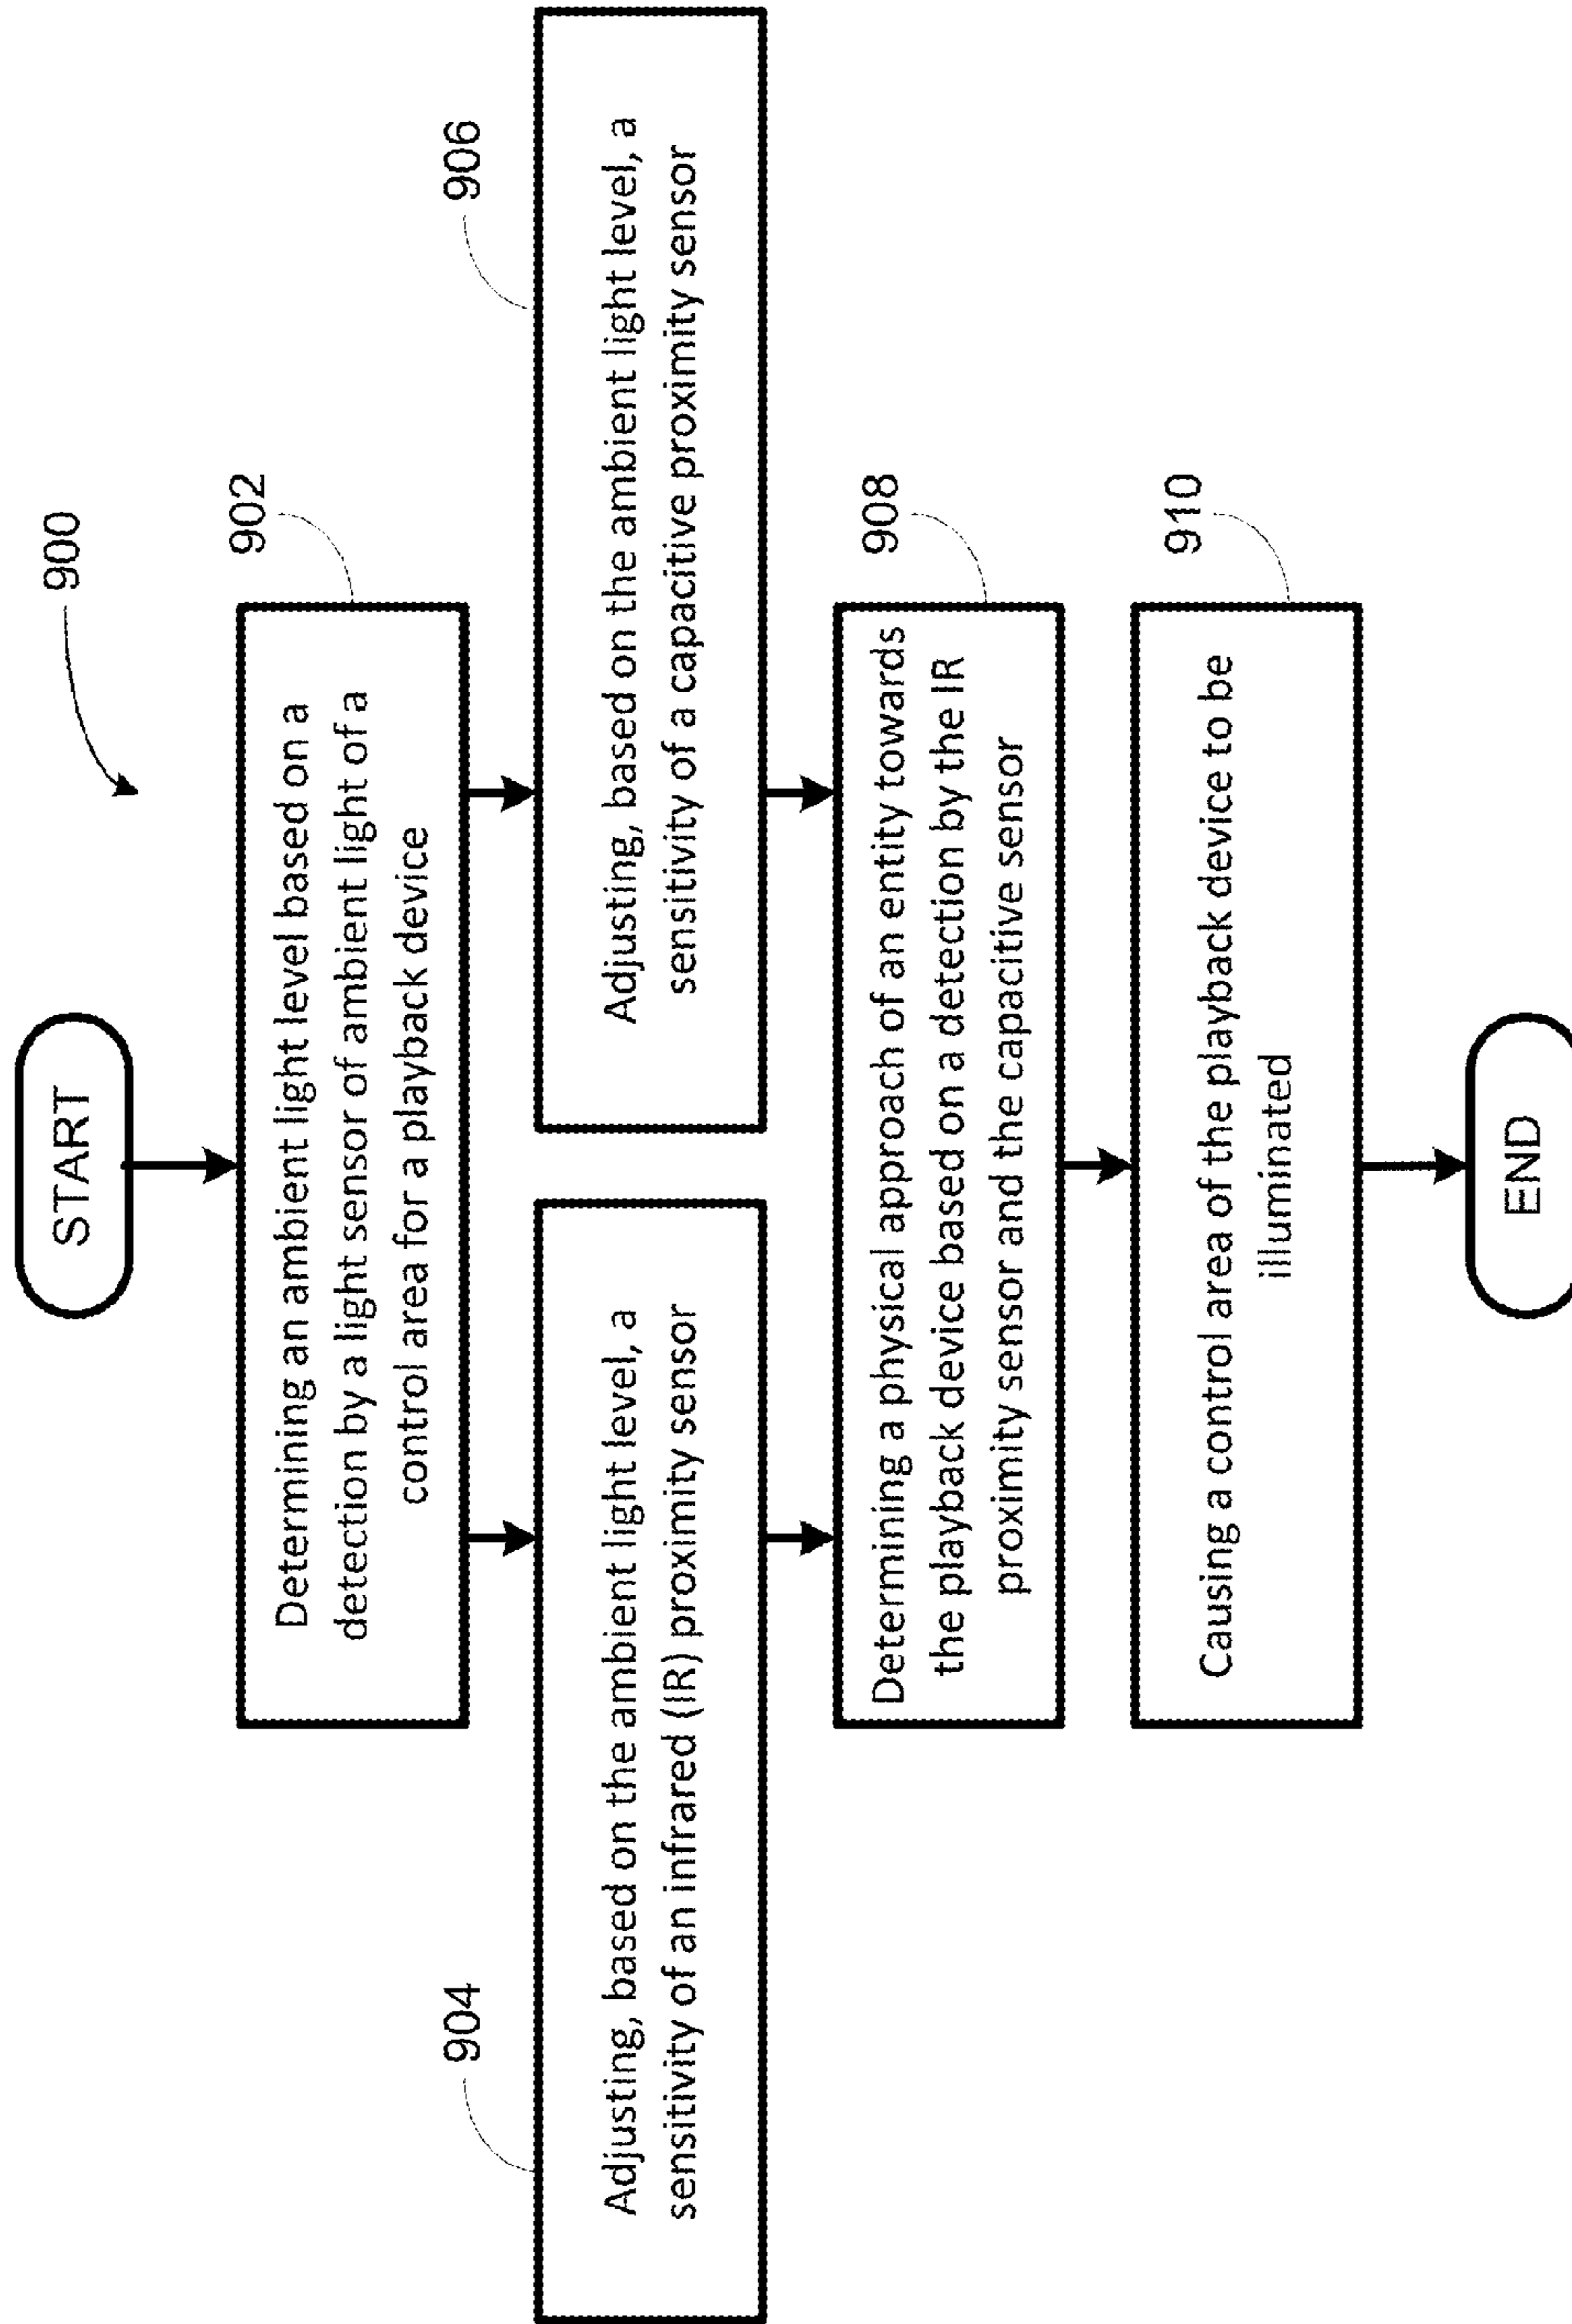 900
START
902
Determining an ambient light level based on a
detection by a light sensor of ambient light of a
control area for a playback device
904
Adjusting, based on the ambient light level, a
sensitivity of an infrared (IR) proximity sensor
906
Adjusting, based on the ambient light level, a
sensitivity of a capacitive proximity sensor
908
Determining a physical approach of an entity towards
the playback device based on a detection by the IR
proximity sensor and the capacitive sensor
910
Causing a control area of the playback device to be
illuminated
END